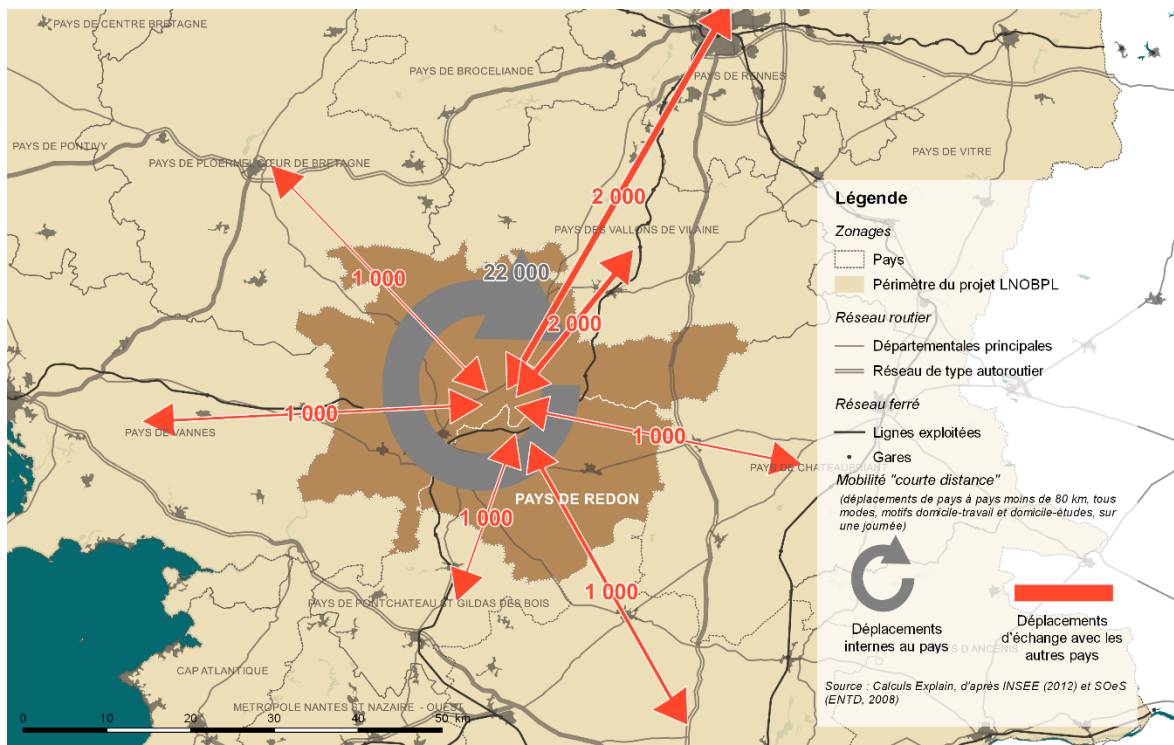 PAYS DE CENTRE BRETAGNE
PAYS DE BROCELIANDE
PAYS DE RENNES
PAYS DE PONTIVY
PAYS DE PLOERMEL CŒUR DE BRETAGNE
PAYS DE VITRE
2 000
PAYS DES VALLONS DE VILAINE
22 000
1 000
2 000
1 000
PAYS DE VANNES
1 000
PAYS DE CHATEAUBRIANT
PAYS DE REDON
1 000
1 000
PAYS DE PONTCHATEAU ST GILDAS DES BOIS
CAP ATLANTIQUE
METROPOLE NANTES ST NAZAIRE - OUEST
0 10 20 30 40 50 km
Légende
Zonages
Pays
Périmètre du projet LNOBPL
Réseau routier
Départementales principales
Réseau de type autoroutier
Réseau ferré
Lignes exploitées
Gares
Mobilité "courte distance"
(déplacements de pays à pays moins de 80 km, tous
modes, motifs domicile-travail et domicile-études, sur
une journée)
Déplacements
internes au pays
Déplacements
d'échange avec les
autres pays
S D ANCENIS
Source : Calculs Explain, d'après INSEE (2012) et SOeS
(ENTD, 2008)